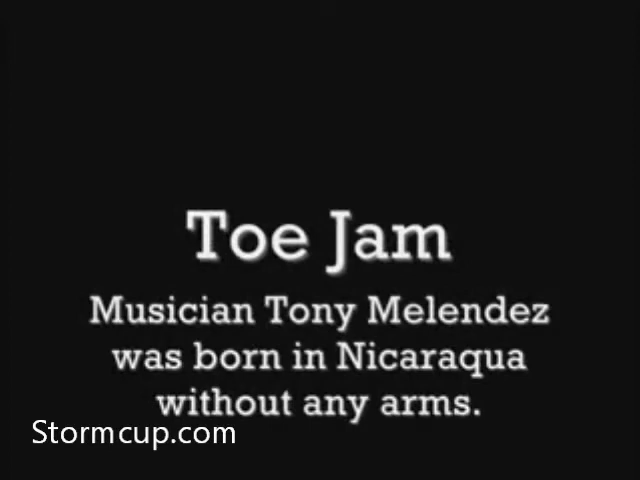 Toe Jam
Musician Tony Melendez
was born in Nicaraqua
without any arms.
Stormcup.com